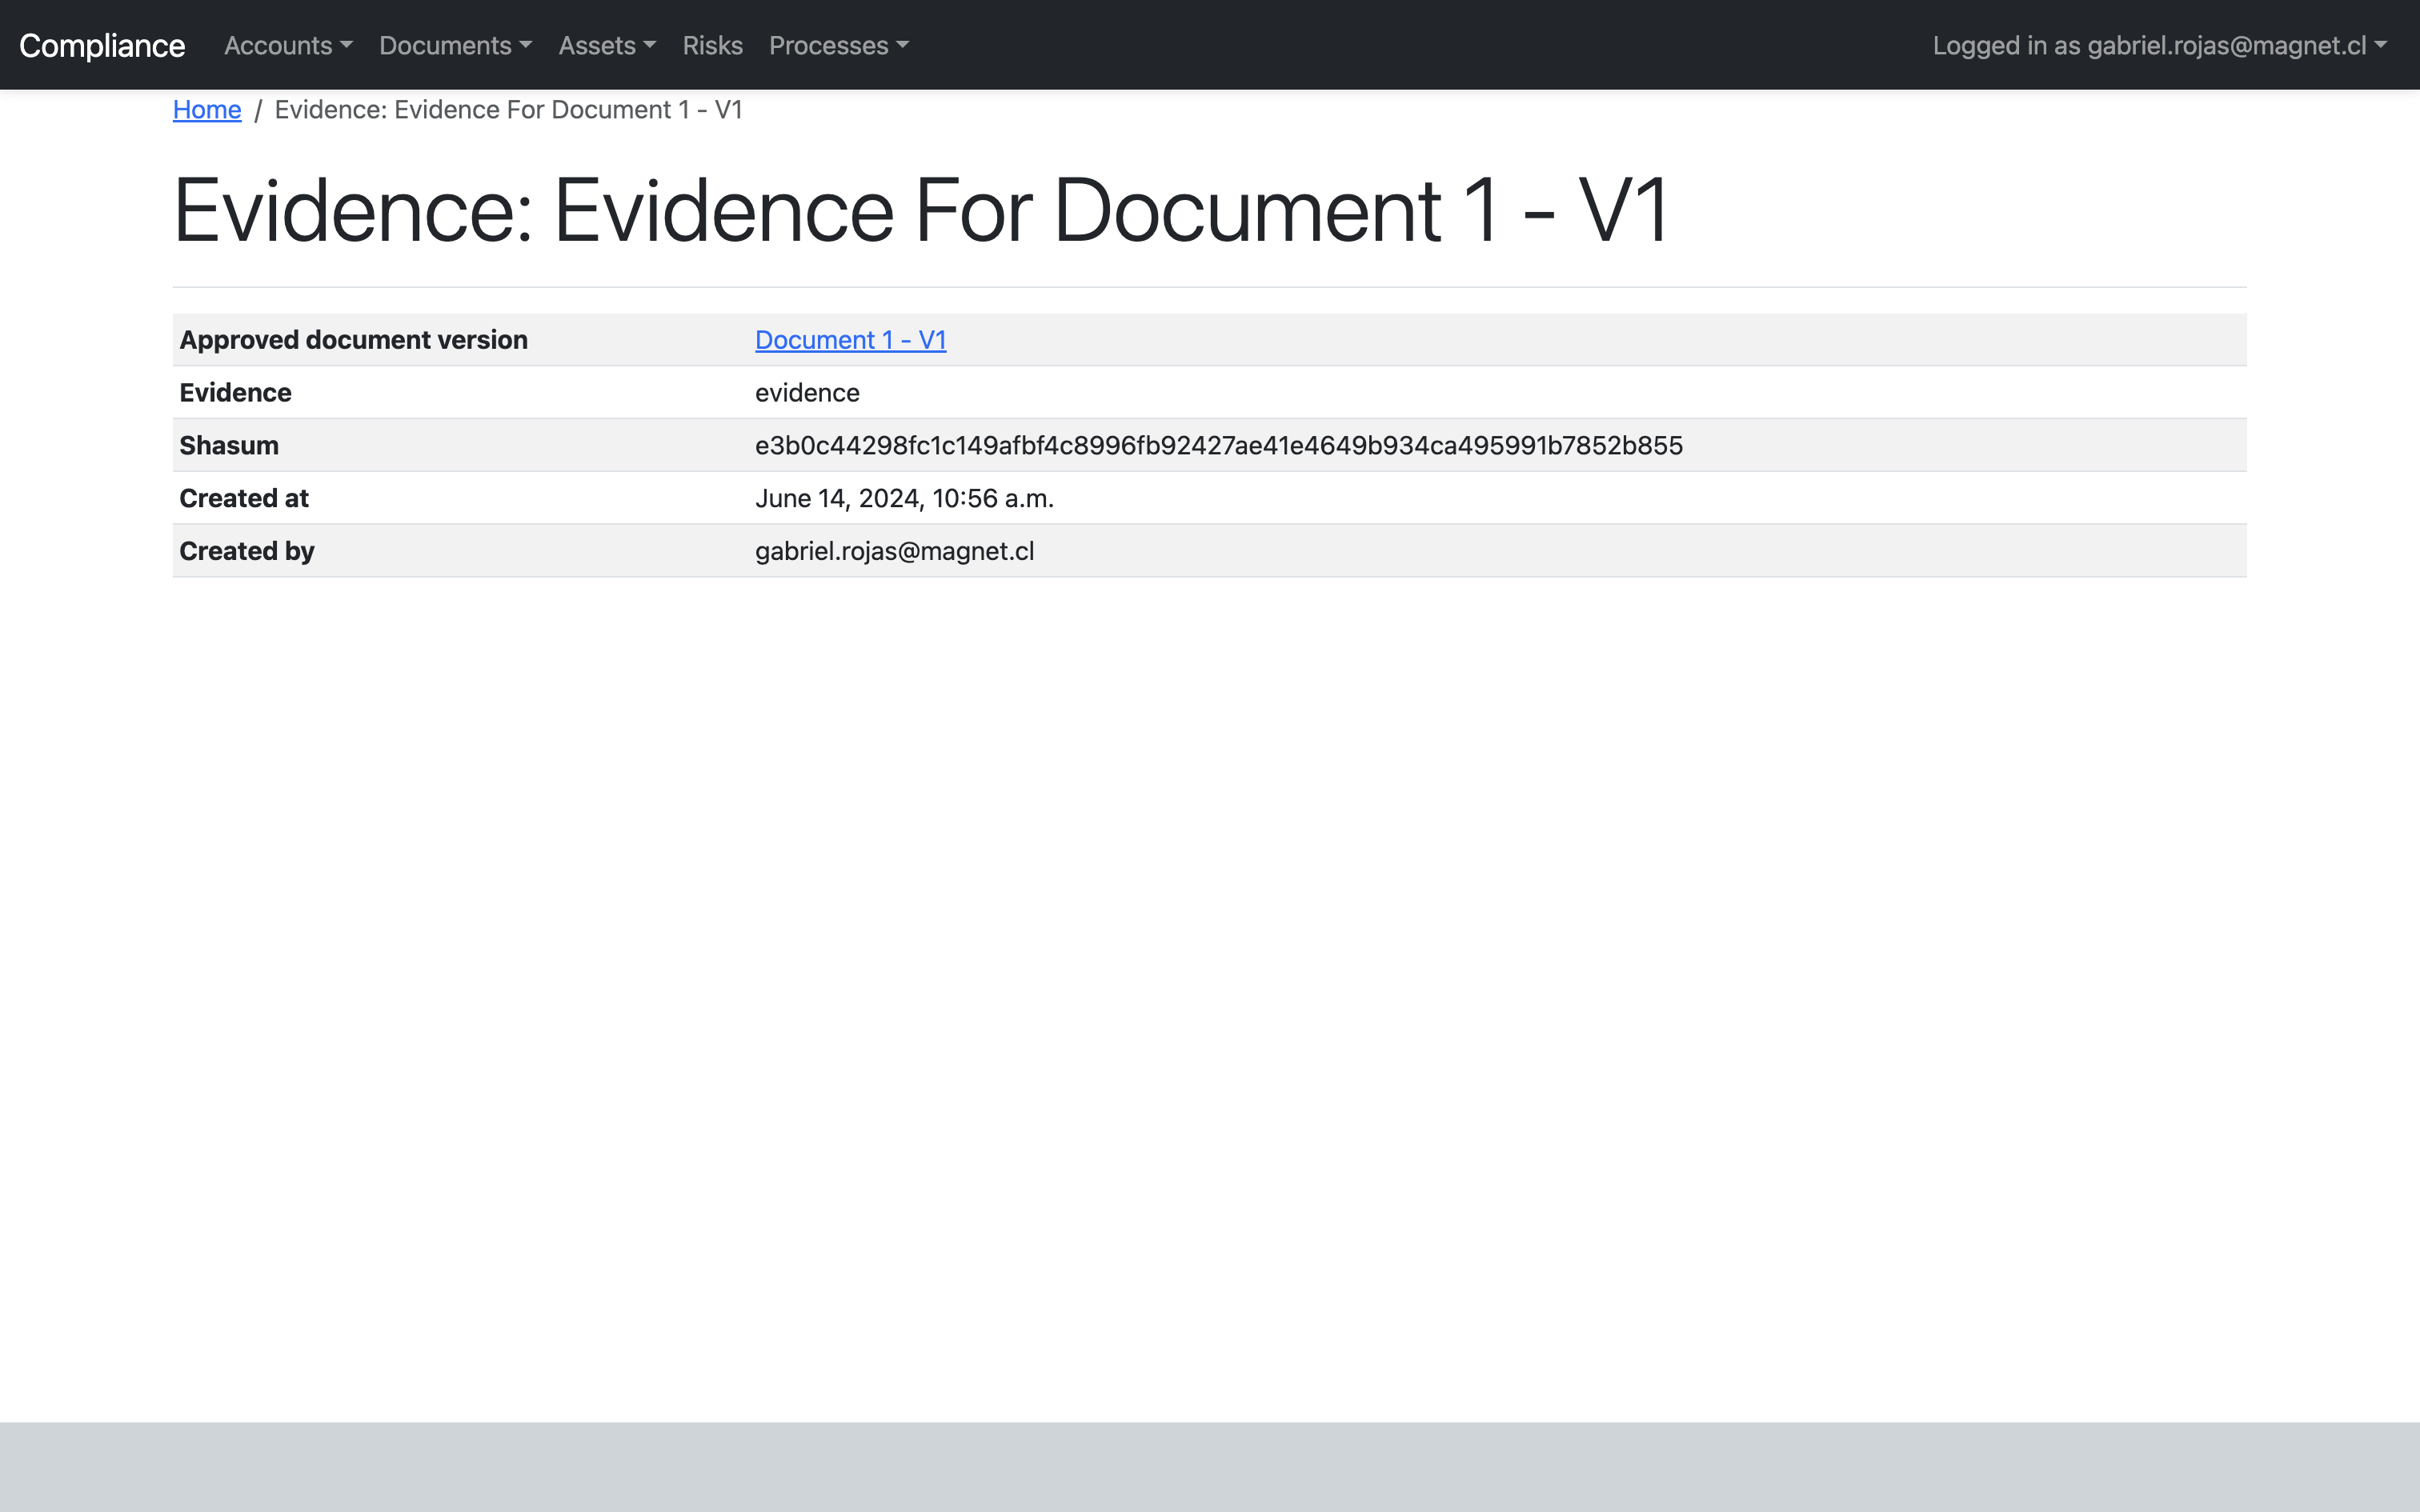 Compliance Accounts Documents Assets Risks Processes Logged in as gabriel.rojas@magnet.cl
Home / Evidence: Evidence For Document 1 - V1
Evidence: Evidence For Document 1 - V1
Approved document version Document 1 - V1
Evidence evidence
Shasum e3b0c44298fc1c149afbf4c8996fb92427ae41e4649b934ca495991b7852b855
Created at June 14, 2024, 10:56 a.m.
Created by gabriel.rojas@magnet.cl